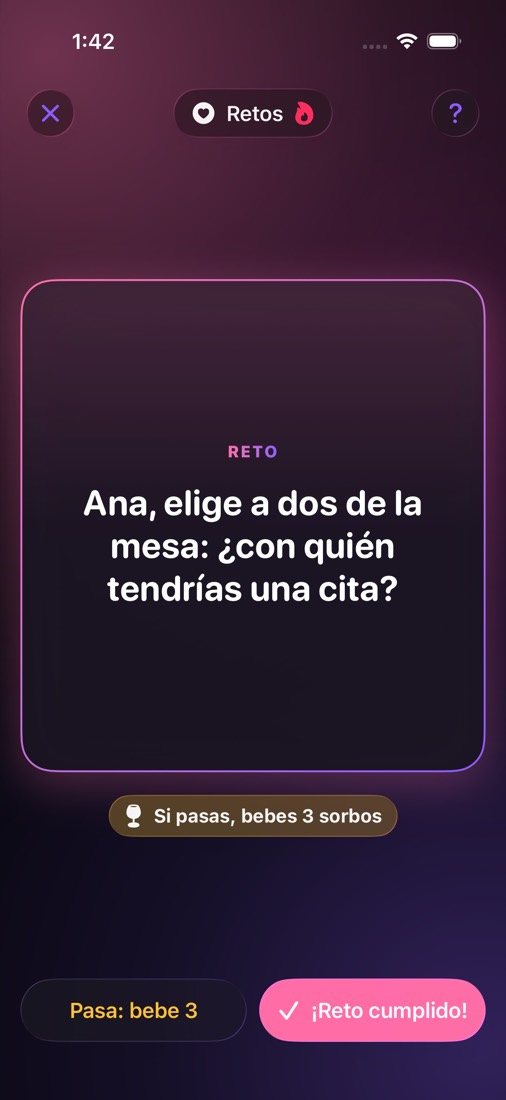 1:42
Retos
?
RETO
Ana, elige a dos de la
mesa: ¿con quién
tendrías una cita?
Si pasas, bebes 3 sorbos
Pasa: bebe 3
¡Reto cumplido!